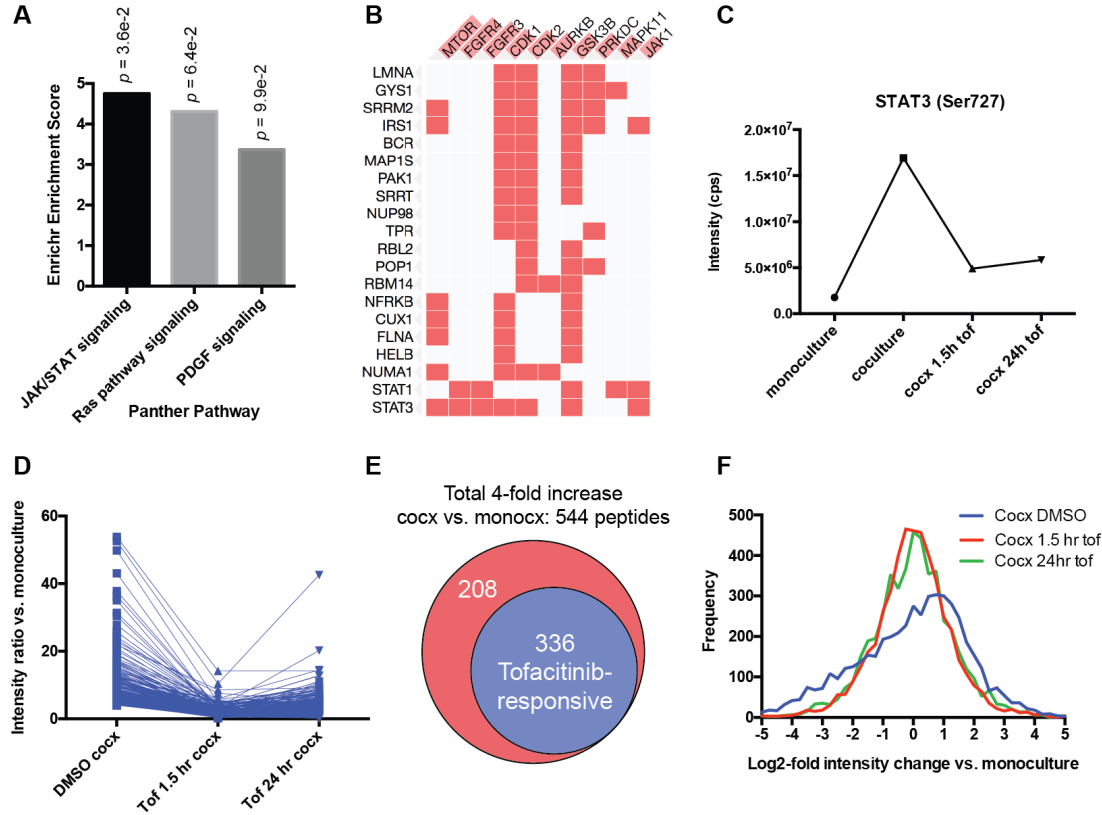 A
p = 3.6e-2
p = 6.4e-2
p = 9.9e-2
Enrichr Enrichment Score
5
4
3
2
1
0
JAK/STAT signaling
Ras pathway signaling
PDGF signaling
Panther Pathway
B
MTOR
FGFR4
FGFR3
CDK1
CDK2
AURKB
GSK3B
PRKDC
MAPK11
JAK1
LMNA
GYS1
SRRM2
IRS1
BCR
MAP1S
PAK1
SRRT
NUP98
TPR
RBL2
POP1
RBM14
NFRKB
CUX1
FLNA
HELB
NUMA1
STAT1
STAT3
C
STAT3 (Ser727)
Intensity (cps)
2.0×10⁷
1.5×10⁷
1.0×10⁷
5.0×10⁶
0.0
monoculture
coculture
cocx 1.5h tof
cocx 24h tof
D
Intensity ratio vs. monoculture
60
40
20
0
DMSO cocx
Tof 1.5 hr cocx
Tof 24 hr cocx
E
Total 4-fold increase
cocx vs. monocx: 544 peptides
208
336
Tofacitinib-
responsive
F
Cocx DMSO
Cocx 1.5 hr tof
Cocx 24hr tof
Frequency
500
400
300
200
100
0
-5 -4 -3 -2 -1 0 1 2 3 4 5
Log2-fold intensity change vs. monoculture